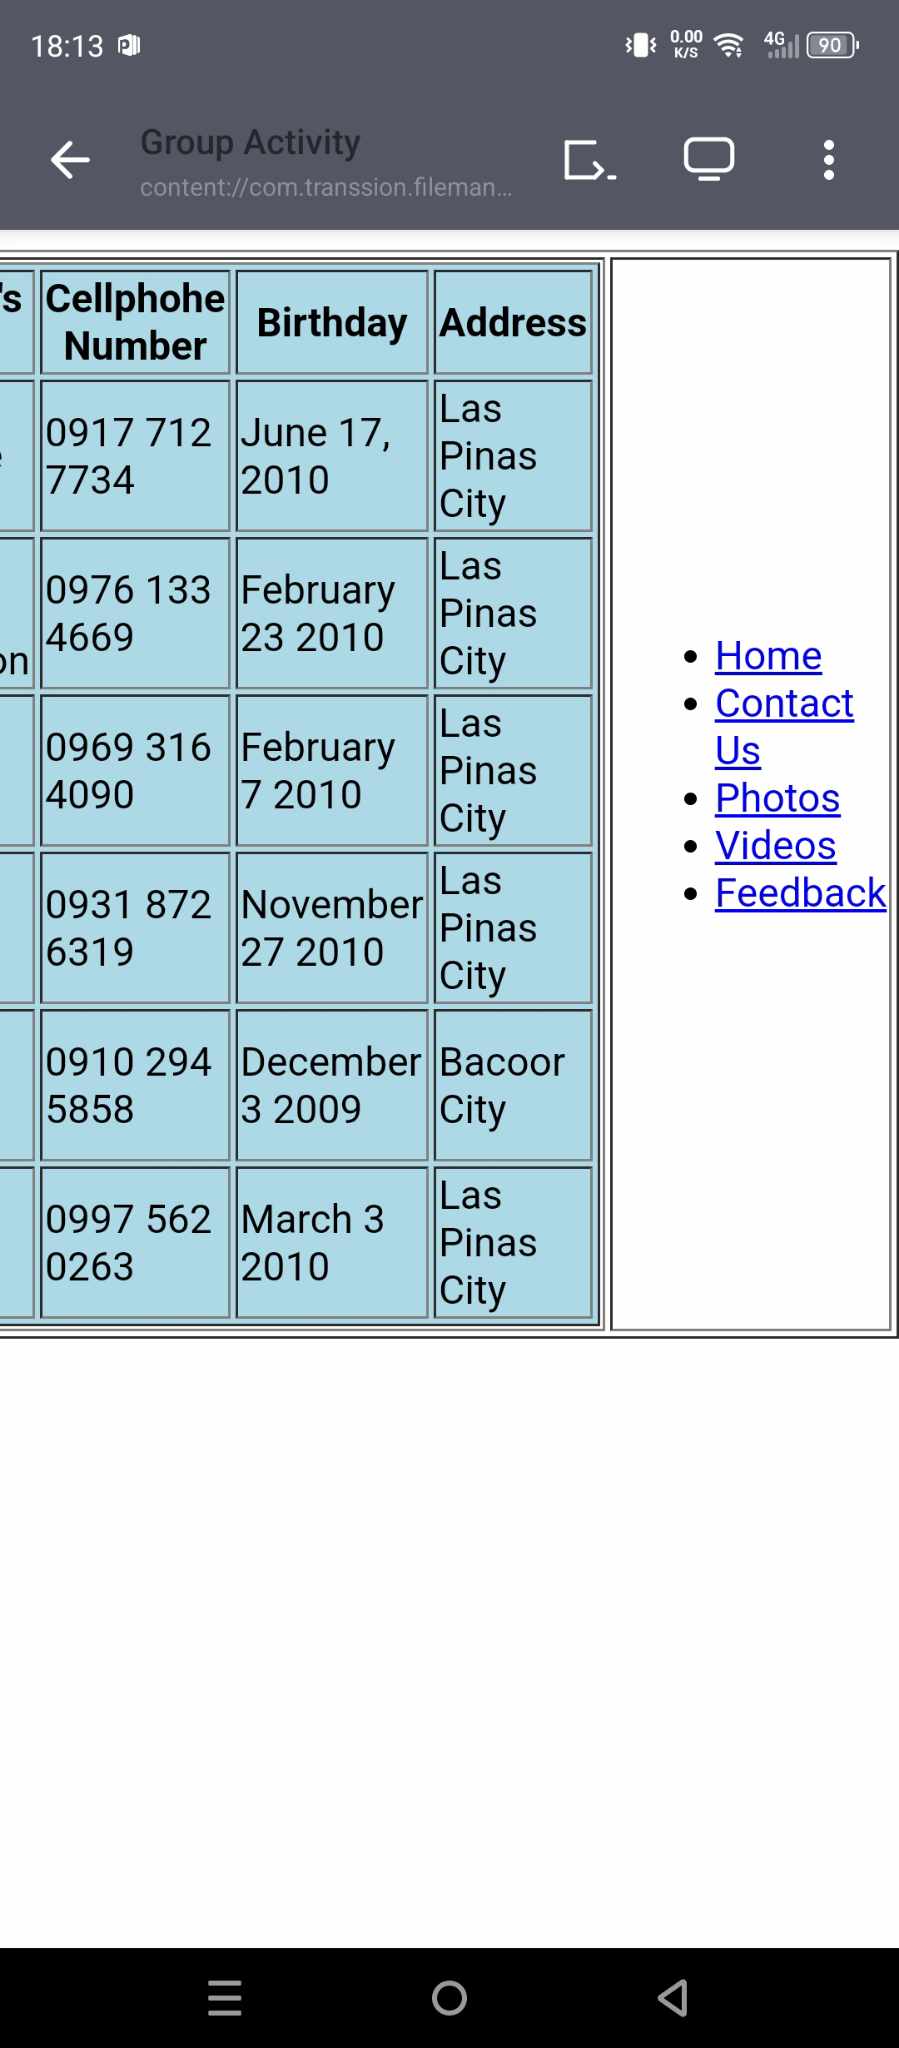 18:13
0.00
K/S
4G
90
Group Activity
content://com.transsion.fileman...
's
Cellphohe
Number
Birthday
Address
0917 712
7734
June 17,
2010
Las
Pinas
City
0976 133
4669
February
23 2010
Las
Pinas
City
on
0969 316
4090
February
7 2010
Las
Pinas
City
0931 872
6319
November
27 2010
Las
Pinas
City
0910 294
5858
December
3 2009
Bacoor
City
0997 562
0263
March 3
2010
Las
Pinas
City
Home
Contact
Us
Photos
Videos
Feedback